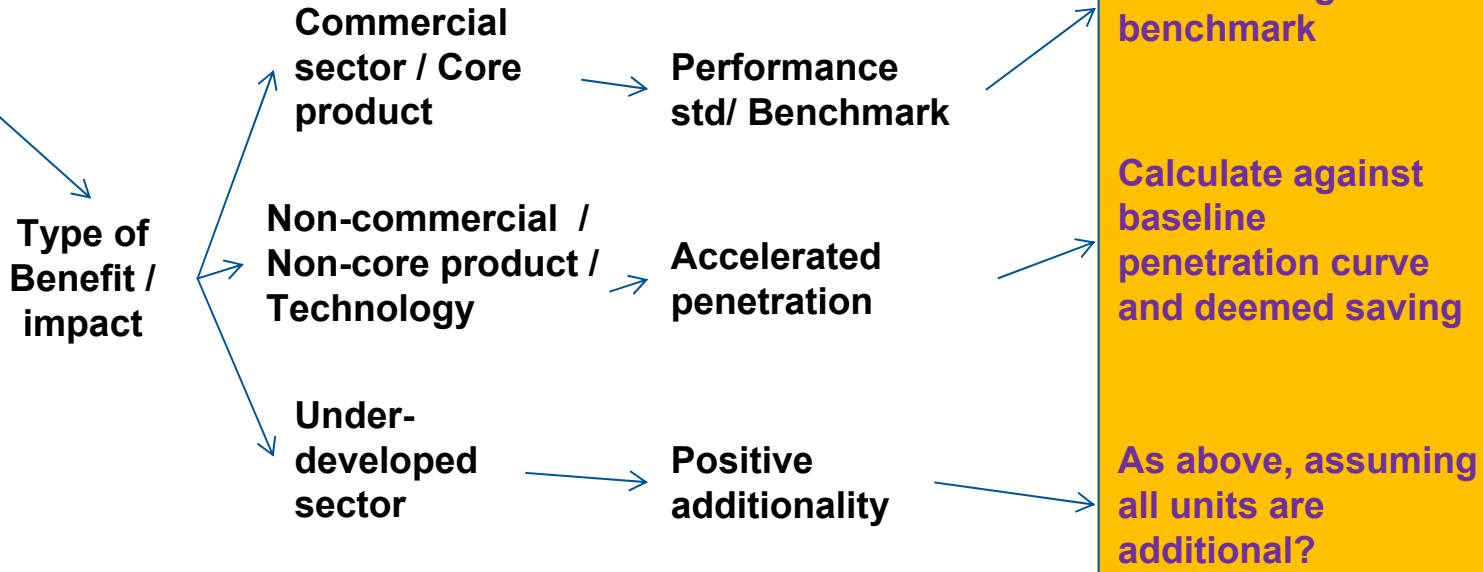 Type of
Benefit /
impact
Commercial
sector / Core
product
Performance
std/ Benchmark
benchmark
Non-commercial /
Non-core product /
Technology
Accelerated
penetration
Calculate against
baseline
penetration curve
and deemed saving
Under-
developed
sector
Positive
additionality
As above, assuming
all units are
additional?